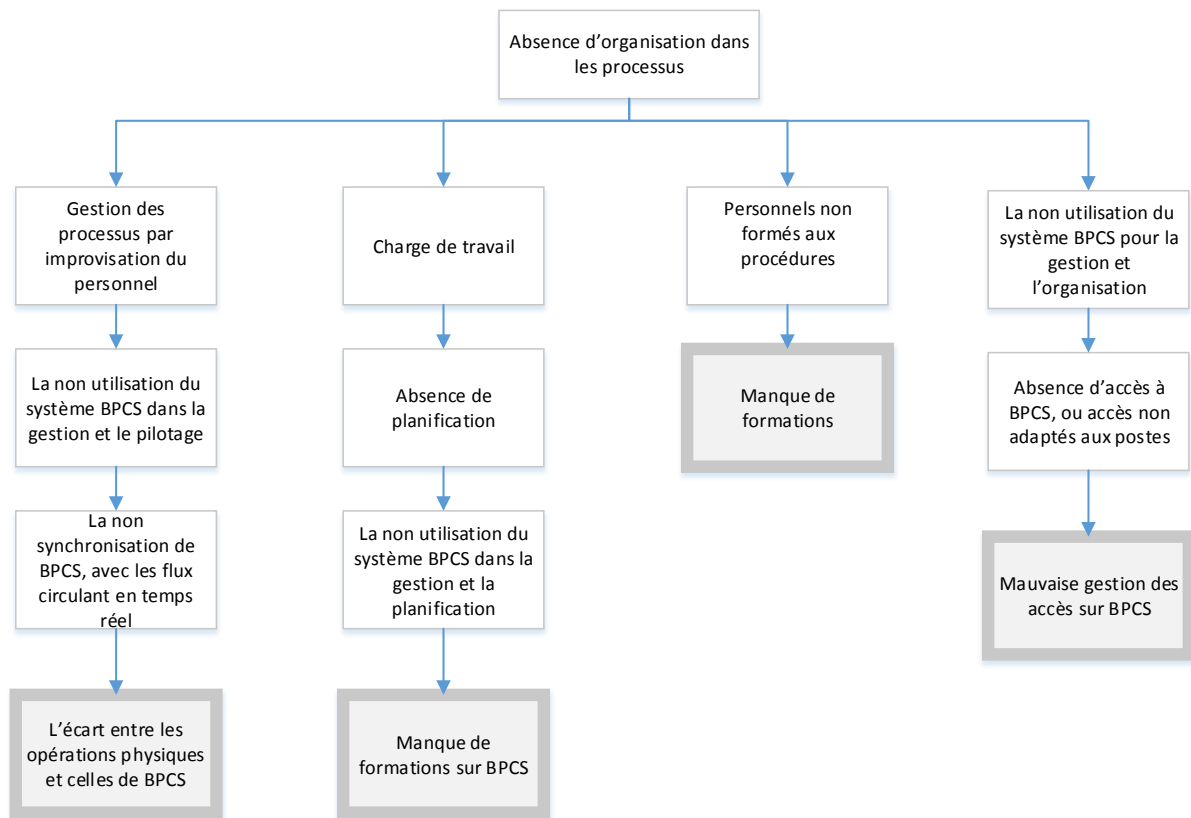 Absence d’organisation dans
les processus
Gestion des
processus par
improvisation du
personnel
Charge de travail
Personnels non
formés aux
procédures
La non utilisation du
système BPCS pour la
gestion et
l’organisation
La non utilisation du
système BPCS dans la
gestion et le pilotage
Absence de
planification
Manque de
formations
Absence d’accès à
BPCS, ou accès non
adaptés aux postes
La non
synchronisation de
BPCS, avec les flux
circulant en temps
réel
La non utilisation du
système BPCS dans la
gestion et la
planification
Mauvaise gestion des
accès sur BPCS
L’écart entre les
opérations physiques
et celles de BPCS
Manque de
formations sur BPCS